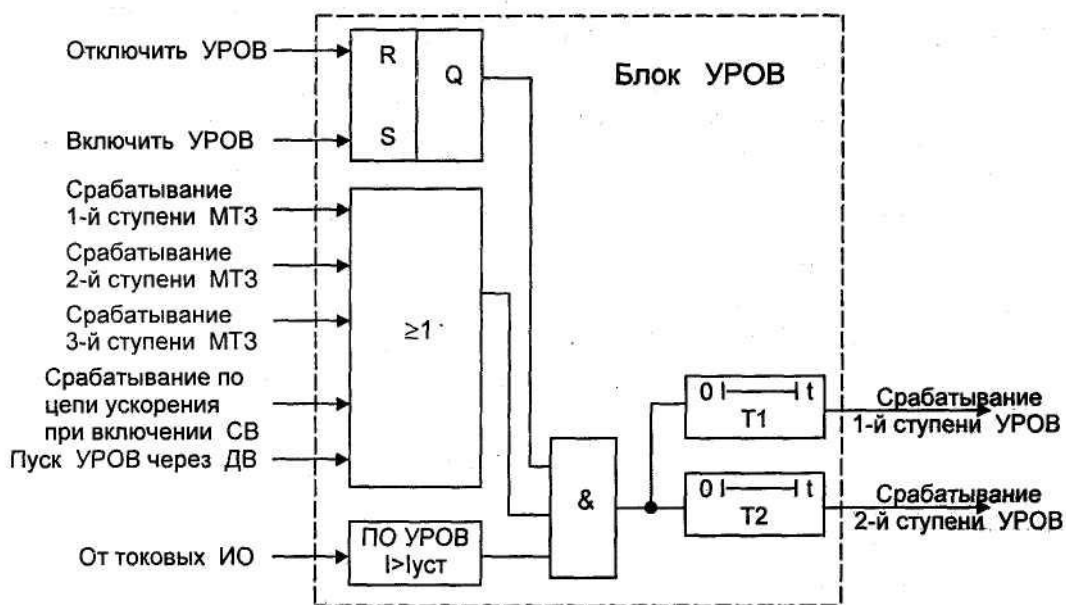 Отключить УРОВ
R
Q
Блок УРОВ
S
Включить УРОВ
Срабатывание
1-й ступени МТЗ
Срабатывание
2-й ступени МТЗ
Срабатывание
3-й ступени МТЗ
≥1
Срабатывание по
цепи ускорения
при включении СВ
Пуск УРОВ через ДВ
0 t
T1
Срабатывание
1-й ступени УРОВ
&
0 t
T2
Срабатывание
2-й ступени УРОВ
От токовых ИО
ПО УРОВ
I>Iуст